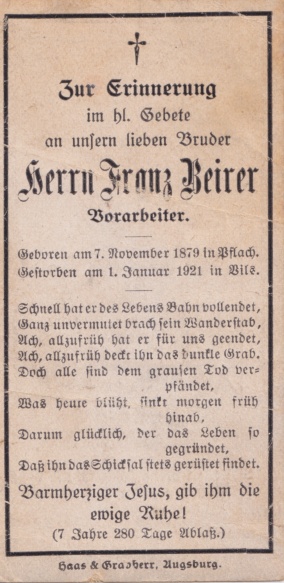 Zur Erinnerung
im hl. Gebete
an unsern lieben Bruder
Herrn Franz Beirer
Vorarbeiter.
Geboren am 7. November 1879 in Pflach.
Gestorben am 1. Januar 1921 in Vils.
Schnell hat er des Lebens Bahn vollendet,
Ganz unvermutet brach sein Wanderstab,
Ach, allzufrüh hat er für uns geendet,
Ach, allzufrüh deckt ihn das dunkle Grab.
Doch alle sind dem grausen Tod ver-
pfändet,
Was heute blüht, sinkt morgen früh
hinab,
Darum glücklich, der das Leben so
gegründet,
Daß ihn das Schicksal stets gerüstet findet.
Barmherziger Jesus, gib ihm die
ewige Ruhe!
(7 Jahre 280 Tage Ablaß.)
Haas & Grabherr, Augsburg.